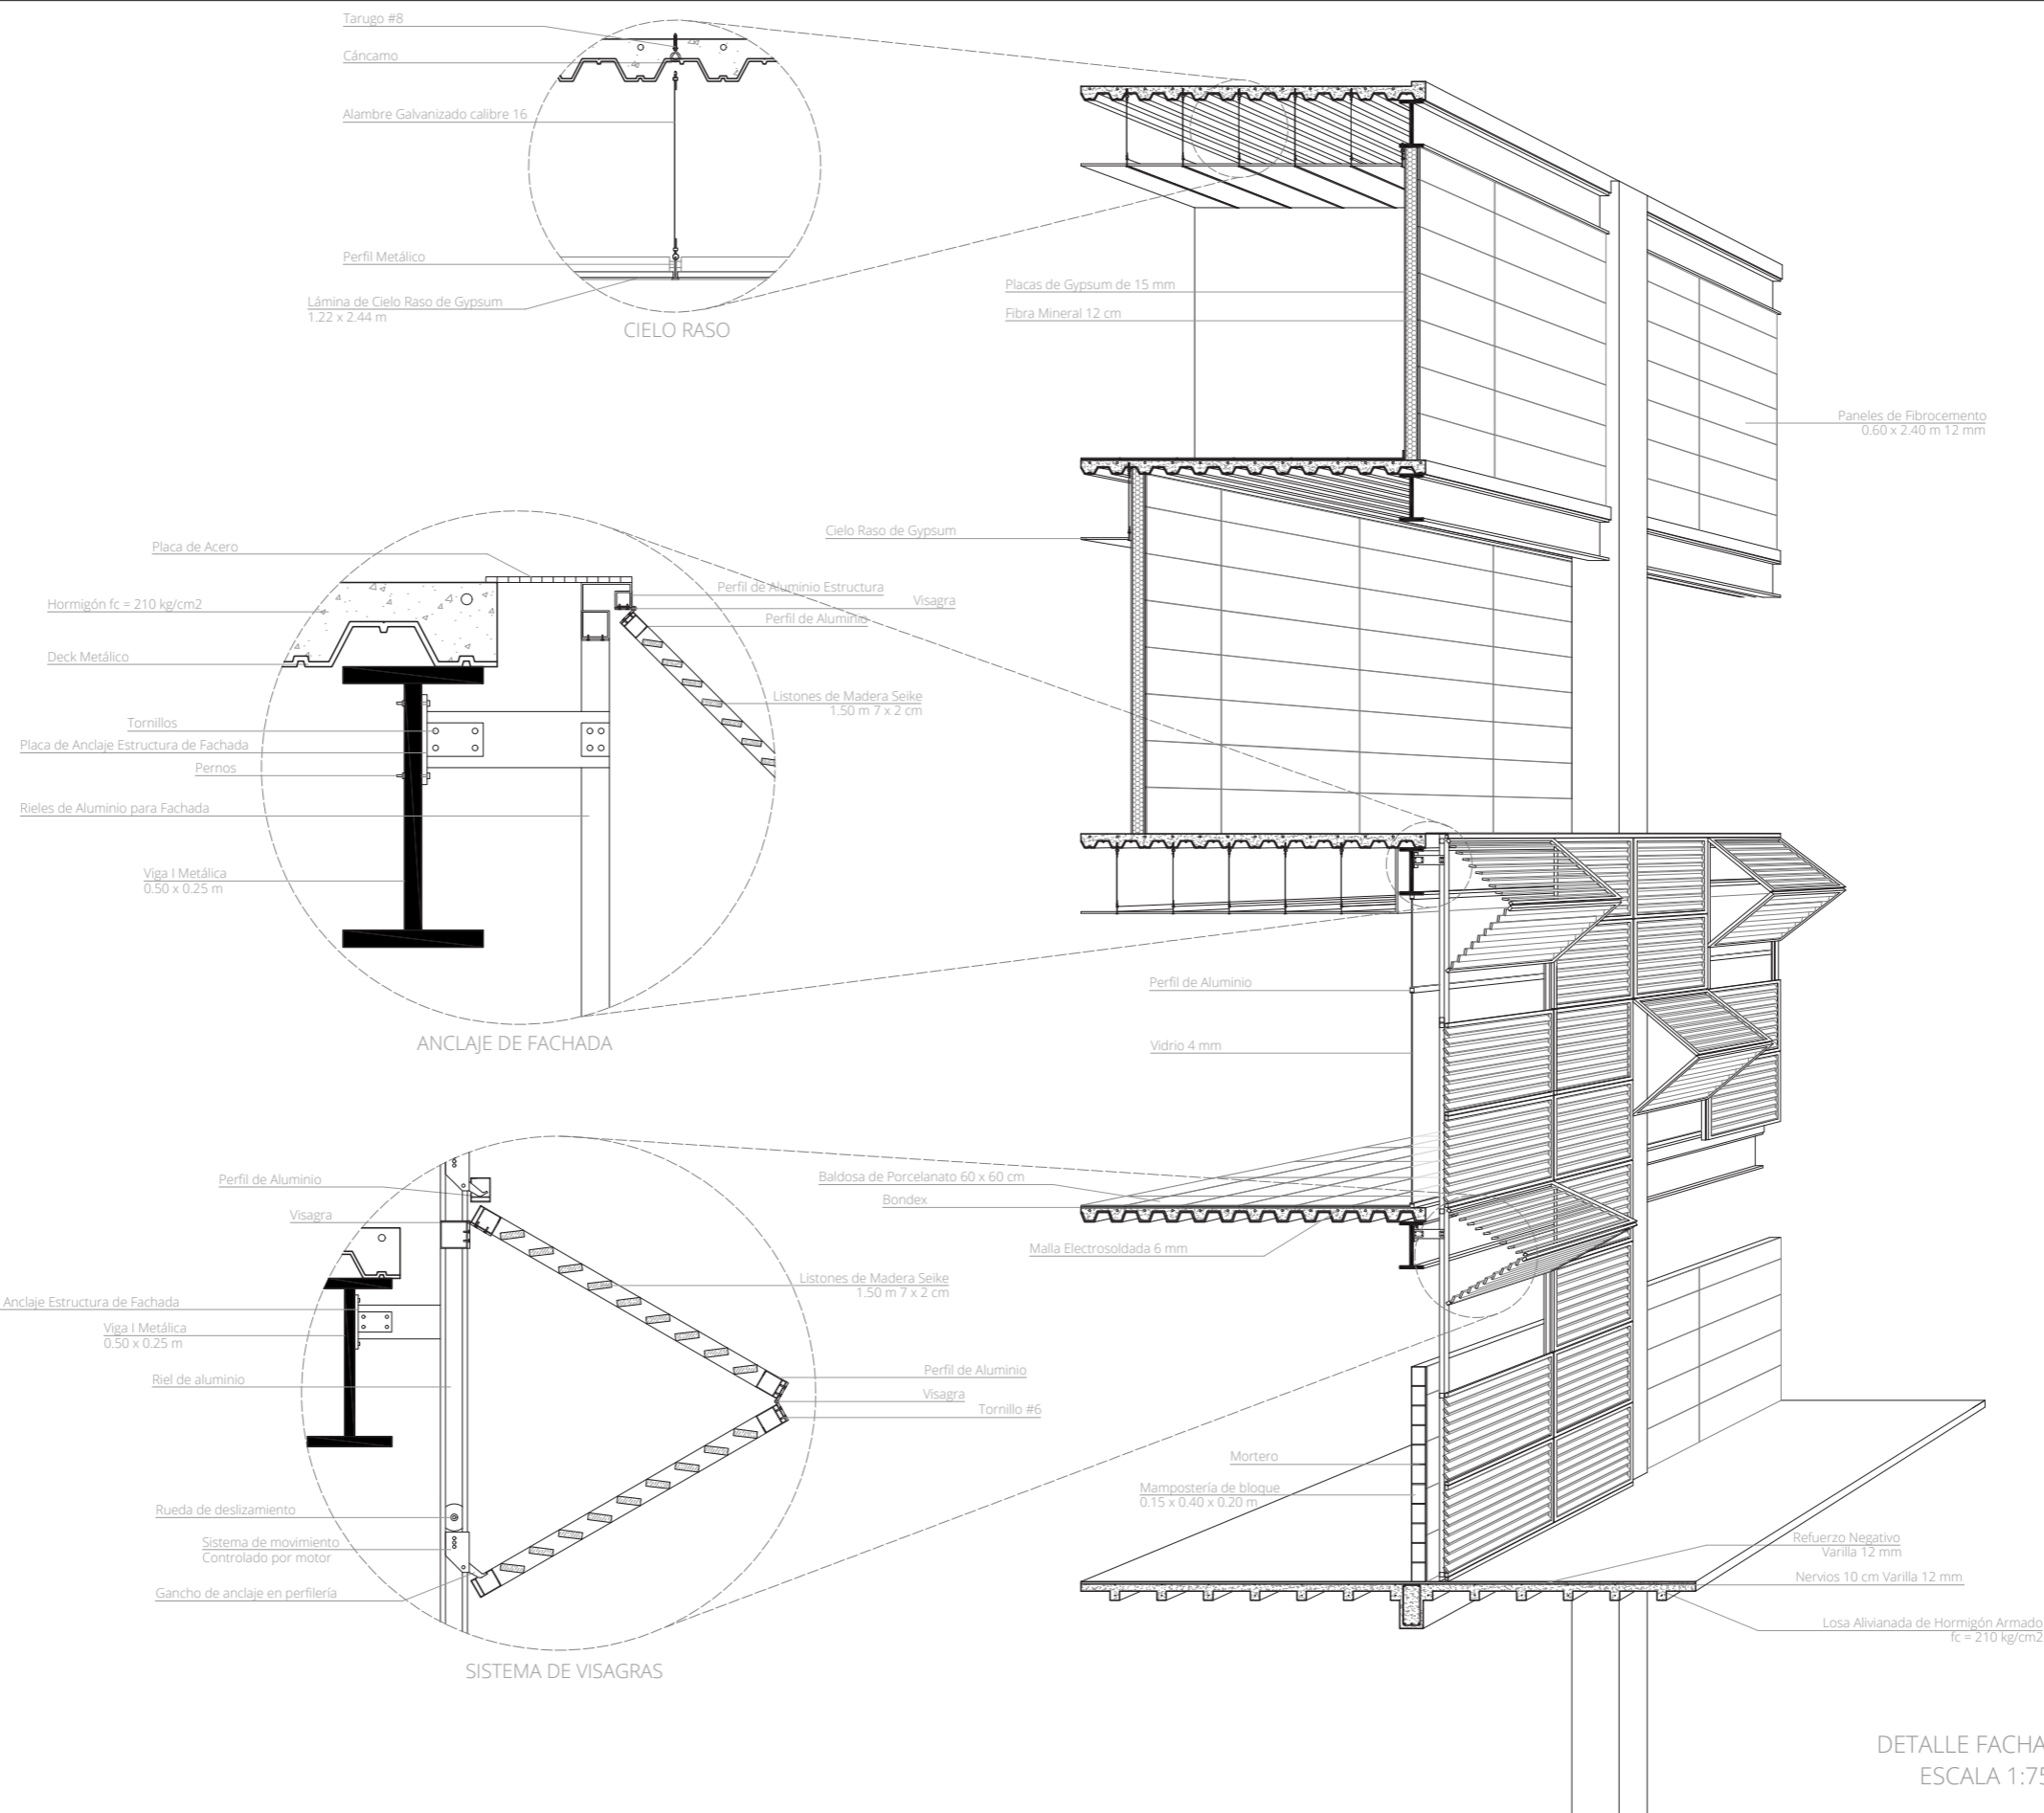 Tarugo #8
Cáncamo
Alambre Galvanizado calibre 16
Perfil Metálico
Lámina de Cielo Raso de Gypsum
1.22 x 2.44 m
CIELO RASO
Placas de Gypsum de 15 mm
Fibra Mineral 12 cm
Paneles de Fibrocemento
0.60 x 2.40 m 12 mm
Cielo Raso de Gypsum
Placa de Acero
Hormigón fc = 210 kg/cm2
Deck Metálico
Tornillos
Placa de Anclaje Estructura de Fachada
Pernos
Rieles de Aluminio para Fachada
Viga I Metálica
0.50 x 0.25 m
Perfil de Aluminio Estructura
Visagra
Perfil de Aluminio
Listones de Madera Seike
1.50 m 7 x 2 cm
ANCLAJE DE FACHADA
Perfil de Aluminio
Vidrio 4 mm
Baldosa de Porcelanato 60 x 60 cm
Bondex
Malla Electrosoldada 6 mm
Perfil de Aluminio
Visagra
Anclaje Estructura de Fachada
Viga I Metálica
0.50 x 0.25 m
Riel de aluminio
Rueda de deslizamiento
Sistema de movimiento
Controlado por motor
Gancho de anclaje en perfilería
Listones de Madera Seike
1.50 m 7 x 2 cm
Perfil de Aluminio
Visagra
Tornillo #6
SISTEMA DE VISAGRAS
Mortero
Mampostería de bloque
0.15 x 0.40 x 0.20 m
Refuerzo Negativo
Varilla 12 mm
Nervios 10 cm Varilla 12 mm
Losa Alivianada de Hormigón Armado
fc = 210 kg/cm2
DETALLE FACHA
ESCALA 1:75